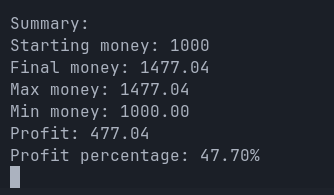 Summary:
Starting money: 1000
Final money: 1477.04
Max money: 1477.04
Min money: 1000.00
Profit: 477.04
Profit percentage: 47.70%